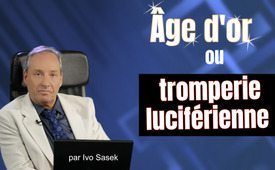 Âge d'or
ou
tromperie
luciférienne
par Ivo Sasek